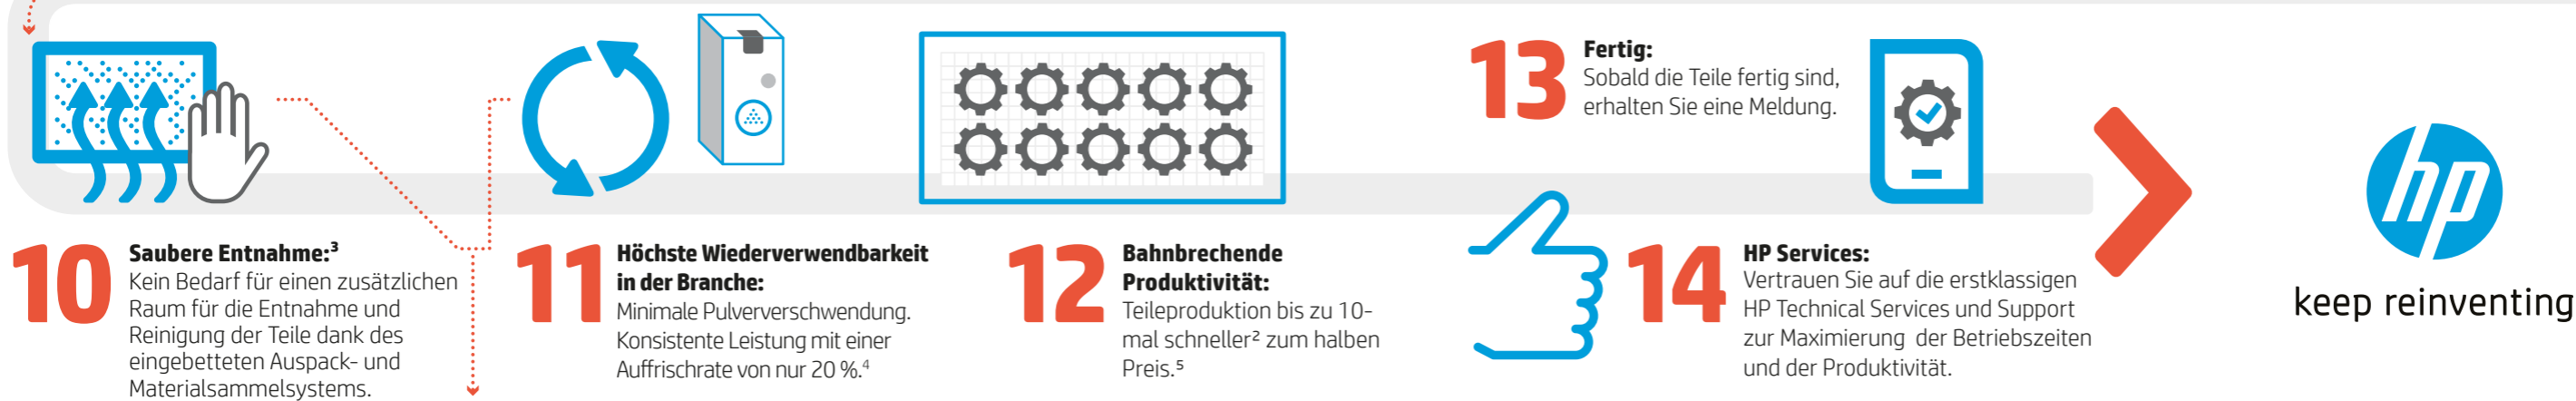 10
Saubere Entnahme:³
Kein Bedarf für einen zusätzlichen
Raum für die Entnahme und
Reinigung der Teile dank des
eingebetteten Auspack- und
Materialsammelsystems.
11
Höchste Wiederverwendbarkeit
in der Branche:
Minimale Pulververschwendung.
Konsistente Leistung mit einer
Auffrischrate von nur 20 %.⁴
12
Bahnbrechende
Produktivität:
Teileproduktion bis zu 10-
mal schneller² zum halben
Preis.⁵
13
Fertig:
Sobald die Teile fertig sind,
erhalten Sie eine Meldung.
14
HP Services:
Vertrauen Sie auf die erstklassigen
HP Technical Services und Support
zur Maximierung der Betriebszeiten
und der Produktivität.
hp
keep reinventing